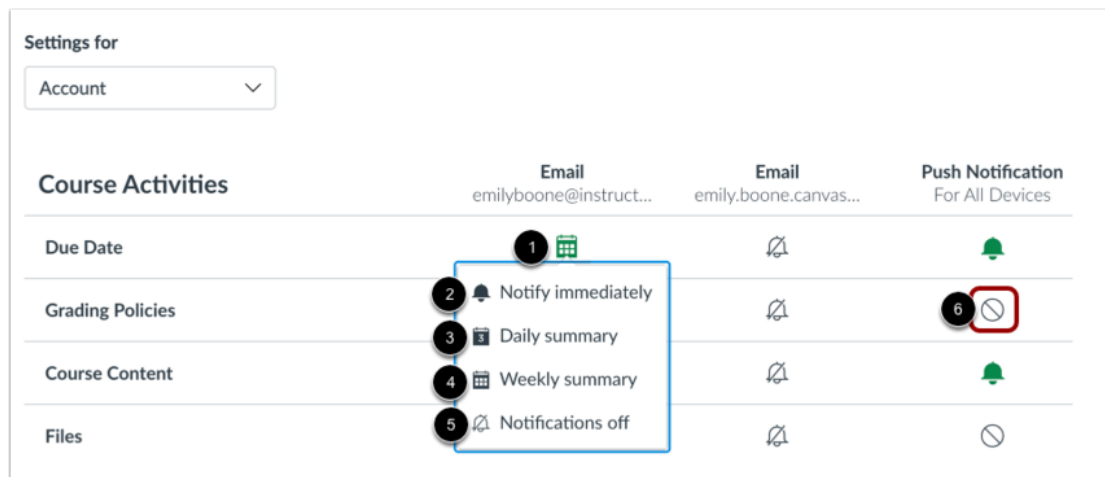 Settings for
Account
Course Activities
Email
emilyboone@instruct...
Email
emily.boone.canvas...
Push Notification
For All Devices
Due Date
1
2 Notify immediately
Grading Policies
6
3 3 Daily summary
Course Content
4 Weekly summary
5 Notifications off
Files